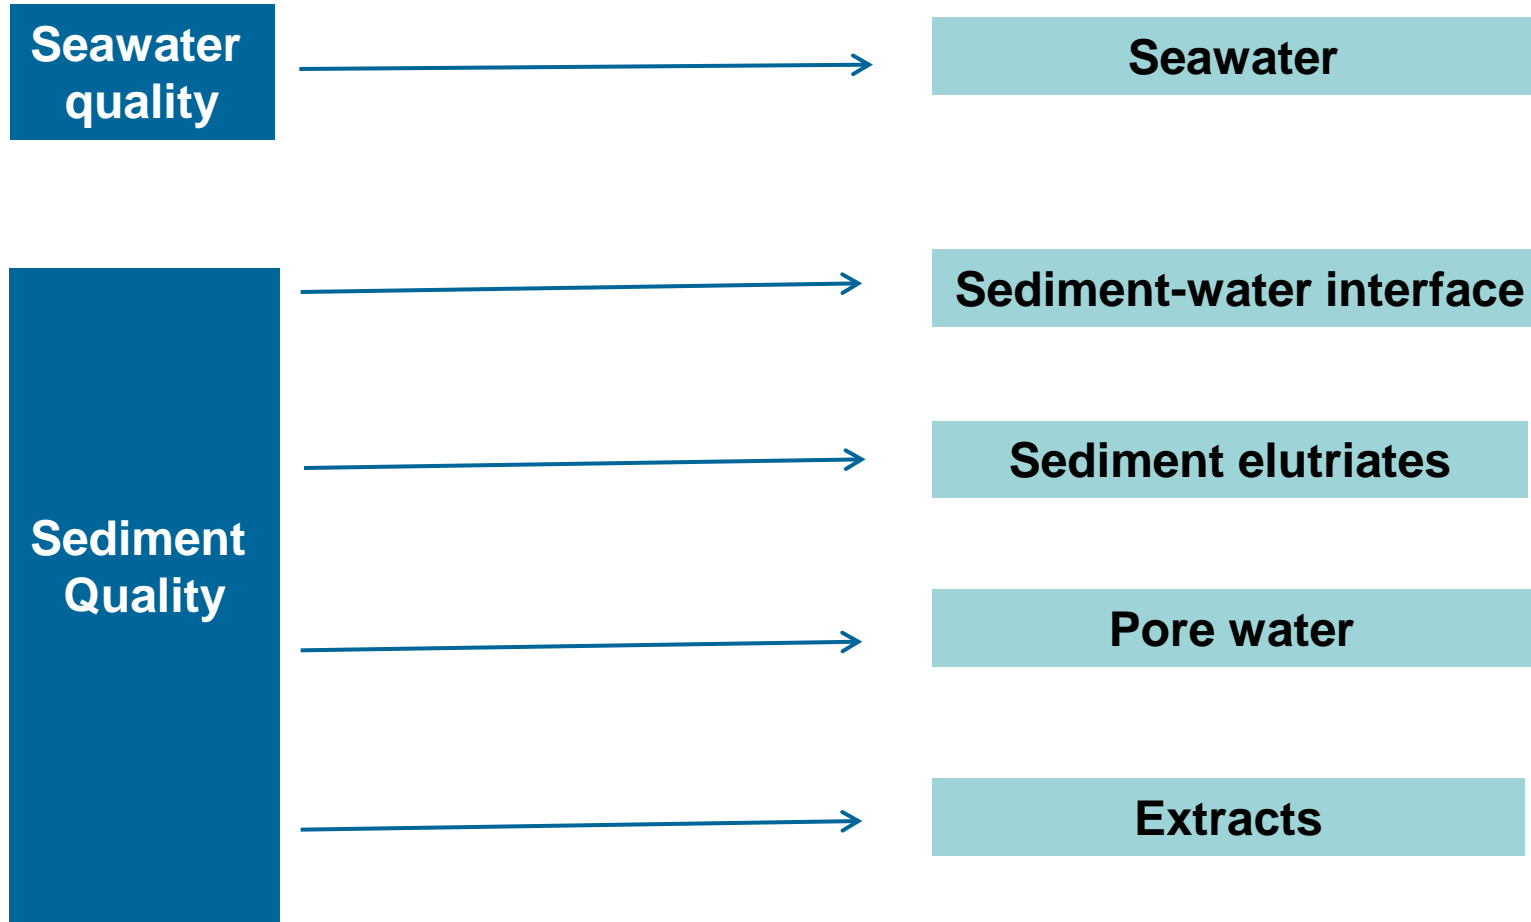 Seawater
quality
Seawater
Sediment
Quality
Sediment-water interface
Sediment elutriates
Pore water
Extracts